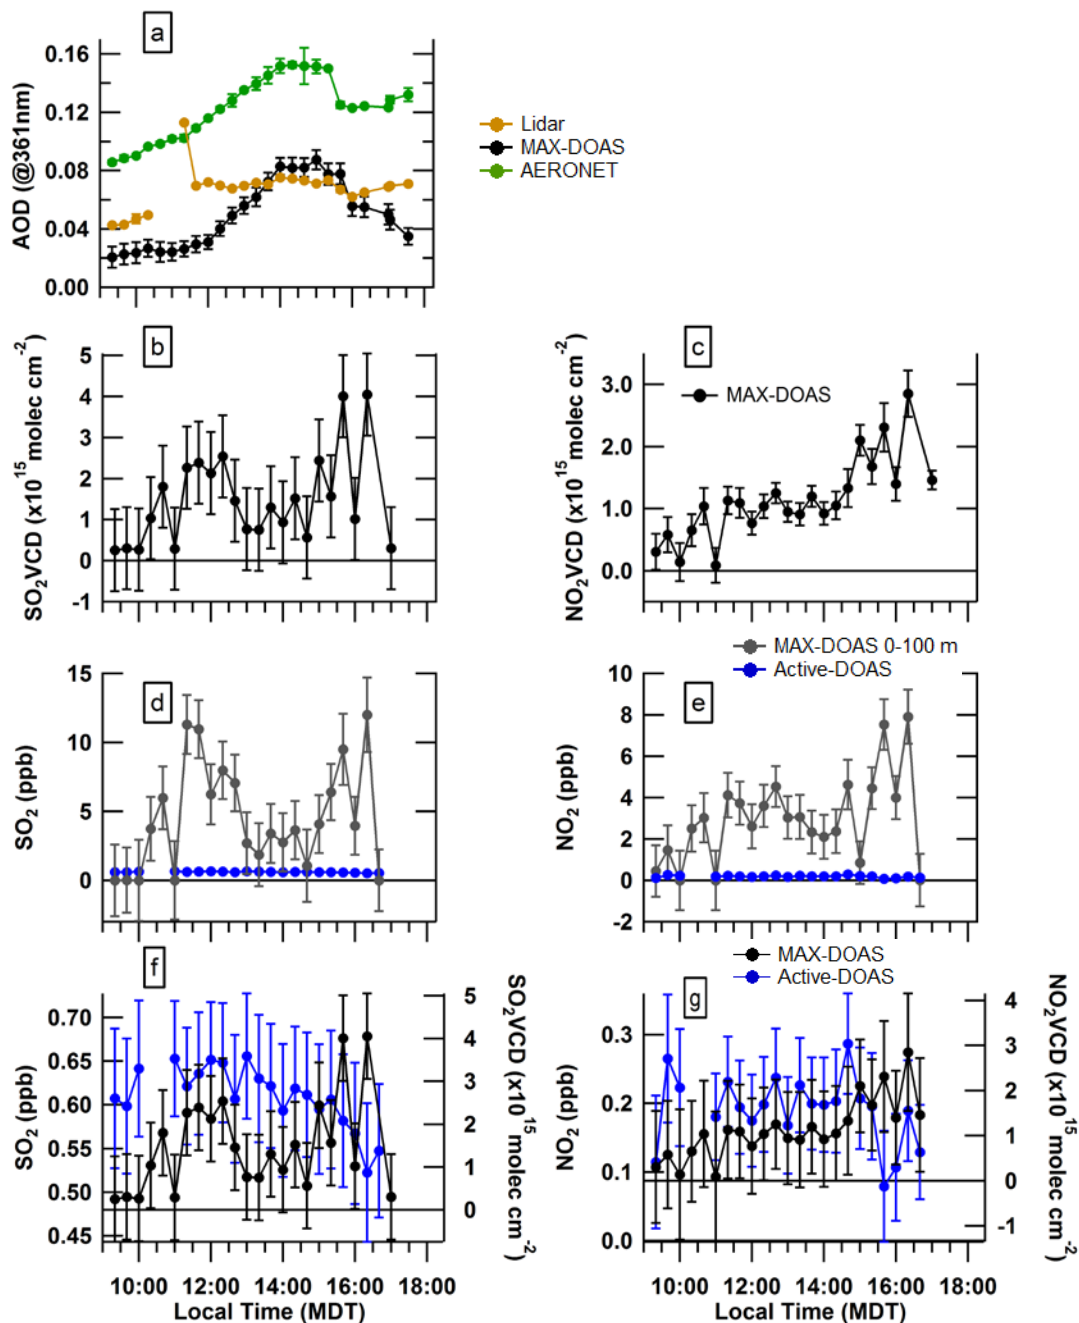 a
0.16
0.12
0.08
0.04
0.00
AOD (@361nm)
Lidar
MAX-DOAS
AERONET
b
5
4
3
2
1
0
-1
SO2VCD (x10^15 molec cm^-2)
c
MAX-DOAS
3.0
2.0
1.0
0.0
NO2VCD (x10^15 molec cm^-2)
d
15
10
5
0
SO2 (ppb)
MAX-DOAS 0-100 m
Active-DOAS
e
10
8
6
4
2
0
-2
NO2 (ppb)
f
0.70
0.65
0.60
0.55
0.50
0.45
SO2 (ppb)
5
4
3
2
1
0
SO2VCD (x10^15 molec cm^-2)
10:00 12:00 14:00 16:00 18:00
Local Time (MDT)
MAX-DOAS
Active-DOAS
g
0.3
0.2
0.1
0.0
NO2 (ppb)
4
3
2
1
0
-1
NO2VCD (x10^15 molec cm^-2)
10:00 12:00 14:00 16:00 18:00
Local Time (MDT)